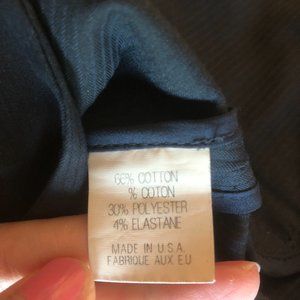 66% COTTON
% COTON
30% POLYESTER
4% ELASTANE
MADE IN U.S.A.
FABRIQUE AUX E.U